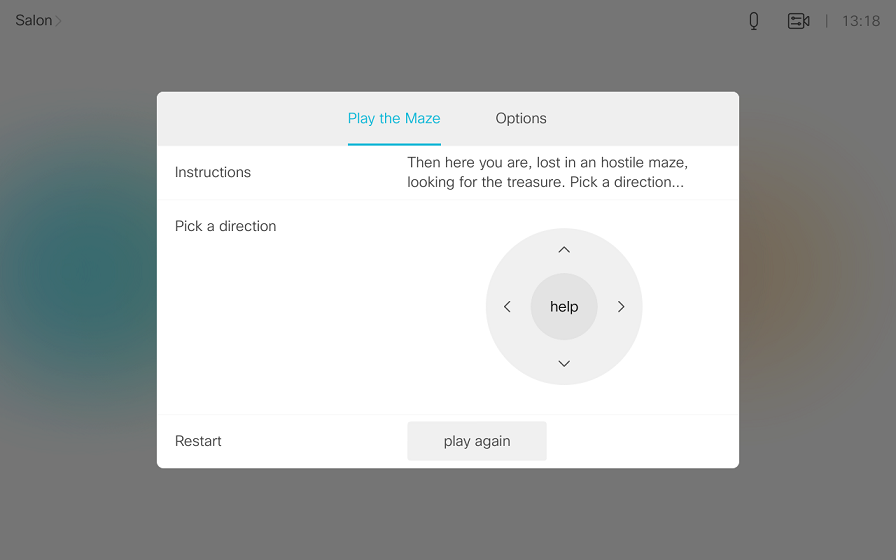 Salon
13:18
Play the Maze
Options
Instructions
Then here you are, lost in an hostile maze,
looking for the treasure. Pick a direction...
Pick a direction
help
Restart
play again